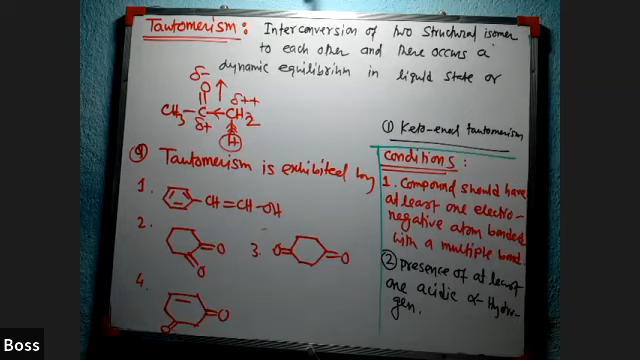 Tautomerism: Interconversion of two structural isomer
to each other and there occurs a
dynamic equilibrium in liquid state or
δ-
O
δ++
CH3-C-CH2
δ+
H
① Keto-enol tautomerism
Q Tautomerism is exhibited by
1. CH=CH-OH
2. O
O
3. O O
4. O
O
Conditions:
1. Compound should have
at least one electro-
negative atom bonded
with a multiple bond.
② Presence of at least
one acidic α-Hydro-
gen.
Boss